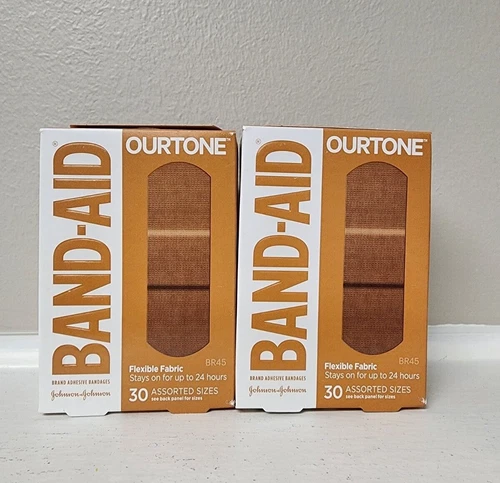 BAND-AID
BRAND ADHESIVE BANDAGES
Johnson & Johnson
OURTONE™
BR45
Flexible Fabric
Stays on for up to 24 hours
30 ASSORTED SIZES
see back panel for sizes
BAND-AID
BRAND ADHESIVE BANDAGES
Johnson & Johnson
OURTONE™
BR45
Flexible Fabric
Stays on for up to 24 hours
30 ASSORTED SIZES
see back panel for sizes